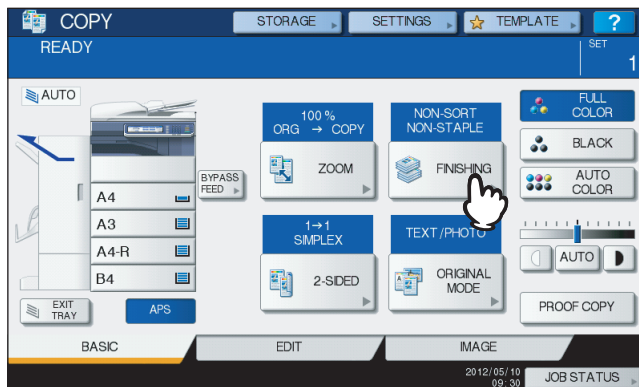 COPY
STORAGE
SETTINGS
TEMPLATE
?
READY
SET
1
AUTO
100 %
ORG → COPY
NON-SORT
NON-STAPLE
FULL
COLOR
BLACK
AUTO
COLOR
ZOOM
FINISHING
BYPASS
FEED
A4
A3
A4-R
B4
1→1
SIMPLEX
TEXT/PHOTO
2-SIDED
ORIGINAL
MODE
AUTO
EXIT
TRAY
APS
PROOF COPY
BASIC
EDIT
IMAGE
2012/05/10
09:30
JOB STATUS